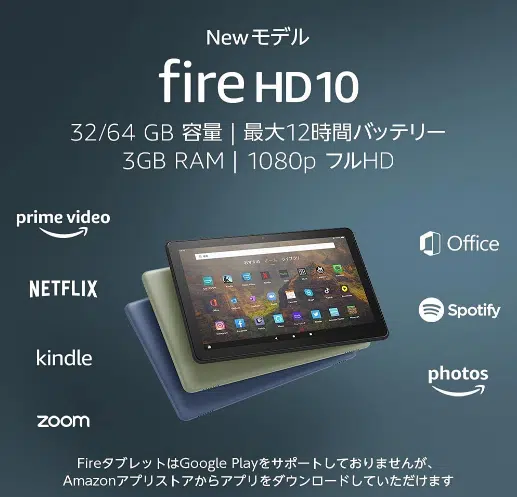 Newモデル
fire HD 10
32/64 GB 容量 | 最大12時間バッテリー
3GB RAM | 1080p フルHD
prime video
NETFLIX
kindle
zoom
Office
Spotify
photos
FireタブレットはGoogle Playをサポートしておりませんが、
Amazonアプリストアからアプリをダウンロードしていただけます